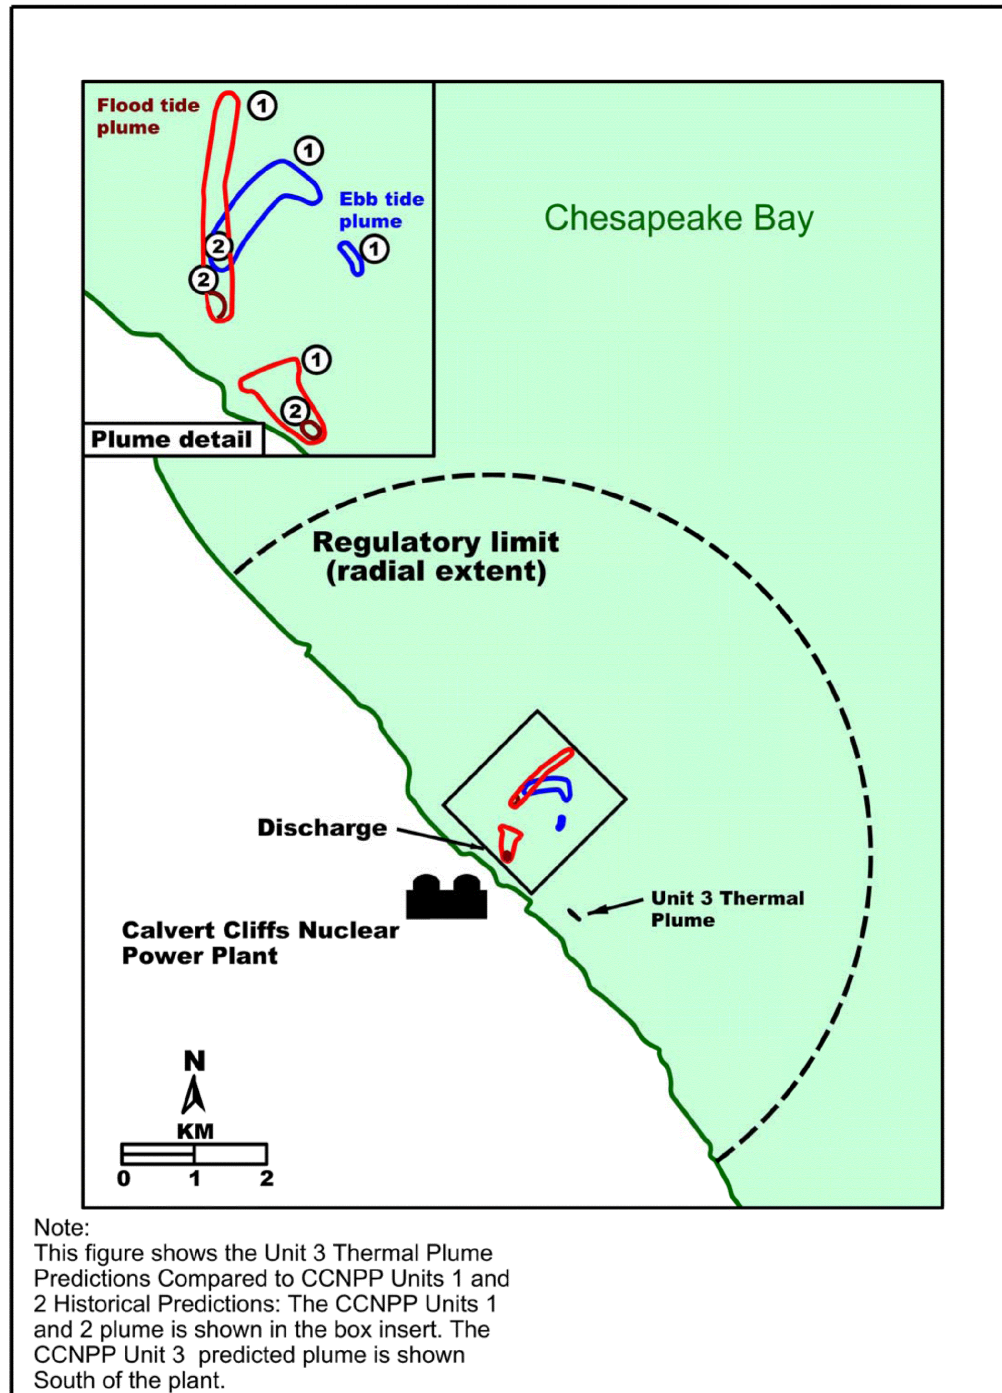 Flood tide
plume
1
1
Ebb tide
plume
1
2
2
1
2
Plume detail
Chesapeake Bay
Regulatory limit
(radial extent)
Discharge
Unit 3 Thermal
Plume
Calvert Cliffs Nuclear
Power Plant
N
KM
0 1 2
Note:
This figure shows the Unit 3 Thermal Plume
Predictions Compared to CCNPP Units 1 and
2 Historical Predictions: The CCNPP Units 1
and 2 plume is shown in the box insert. The
CCNPP Unit 3 predicted plume is shown
South of the plant.